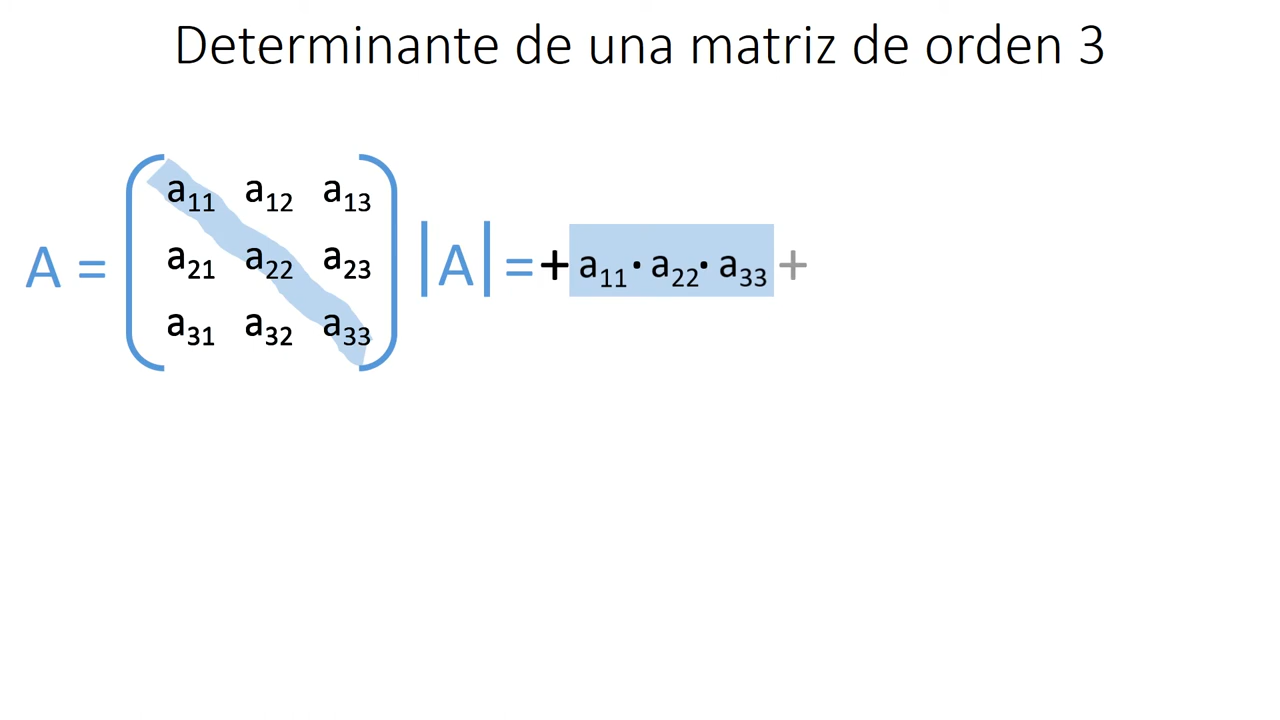 Determinante de una matriz de orden 3
a₁₁ a₁₂ a₁₃
A = a₂₁ a₂₂ a₂₃ |A| = + a₁₁ · a₂₂ · a₃₃ +
a₃₁ a₃₂ a₃₃